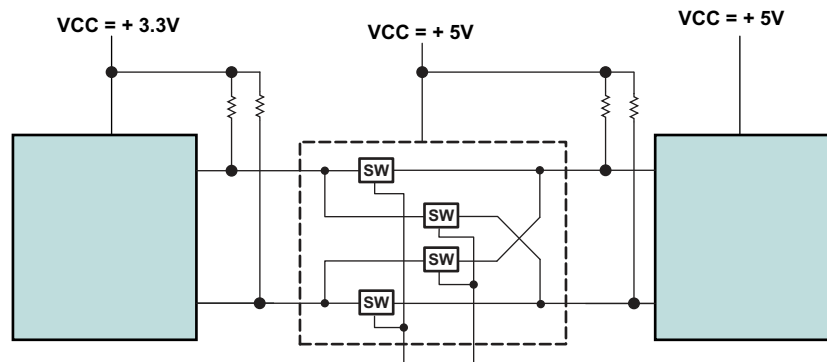 VCC = + 3.3V
VCC = + 5V
VCC = + 5V
SW
SW
SW
SW